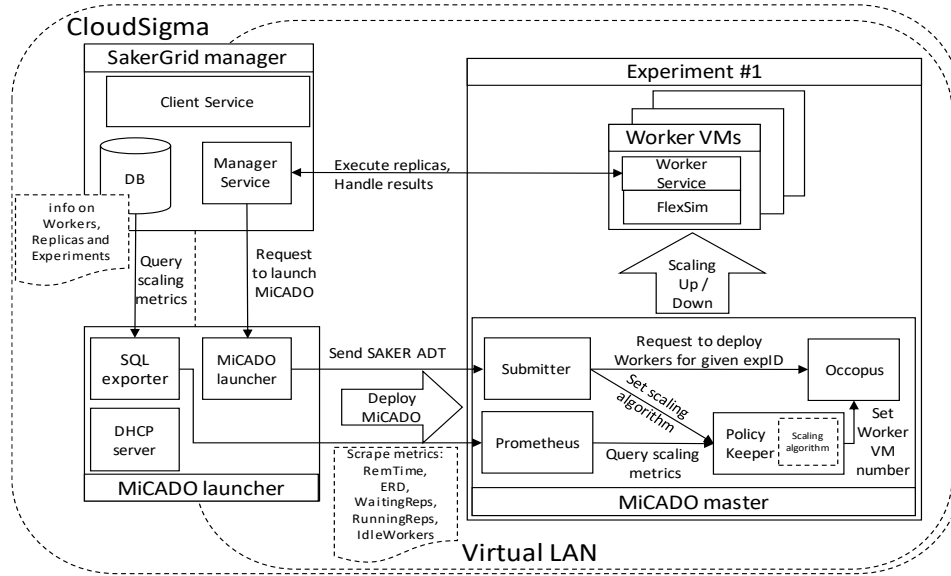 CloudSigma
SakerGrid manager
Client Service
DB
Manager
Service
info on
Workers,
Replicas and
Experiments
Query
scaling
metrics
Request
to launch
MiCADO
Execute replicas,
Handle results
Experiment #1
Worker VMs
Worker
Service
FlexSim
Scaling
Up /
Down
SQL
exporter
MiCADO
launcher
DHCP
server
MiCADO launcher
Send SAKER ADT
Deploy
MiCADO
Scrape metrics:
RemTime,
ERD,
WaitingReps,
RunningReps,
IdleWorkers
Submitter
Request to deploy
Workers for given expID
Occopus
Set scaling
algorithm
Prometheus
Query scaling
metrics
Policy
Keeper
Scaling
algorithm
Set
Worker
VM
number
MiCADO master
Virtual LAN